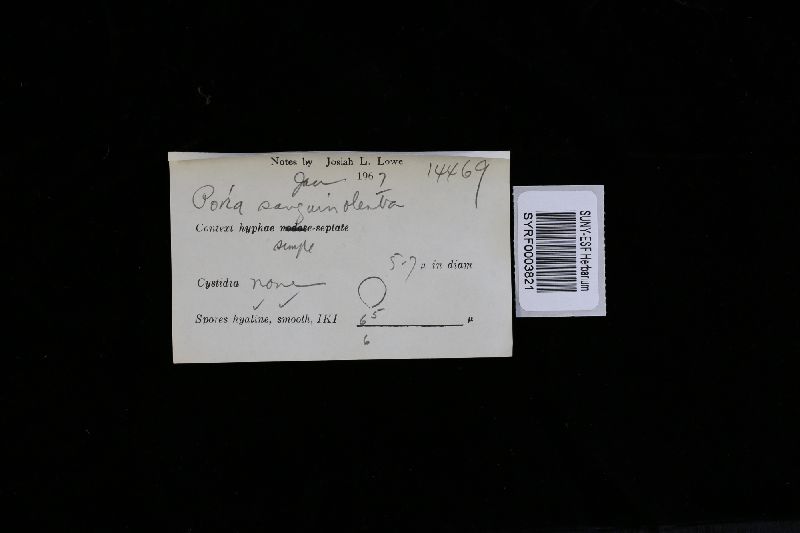 Notes by Josiah L. Lowe
Jan 1967 14469
Poria sanguinolenta
Context hyphae nodose-septate
simple
5-7 μ in diam
Cystidia none
✓ ✓
Spores hyaline, smooth, IKI 6 5 μ
6
SUNY-ESF Herbarium
SYRF0003821